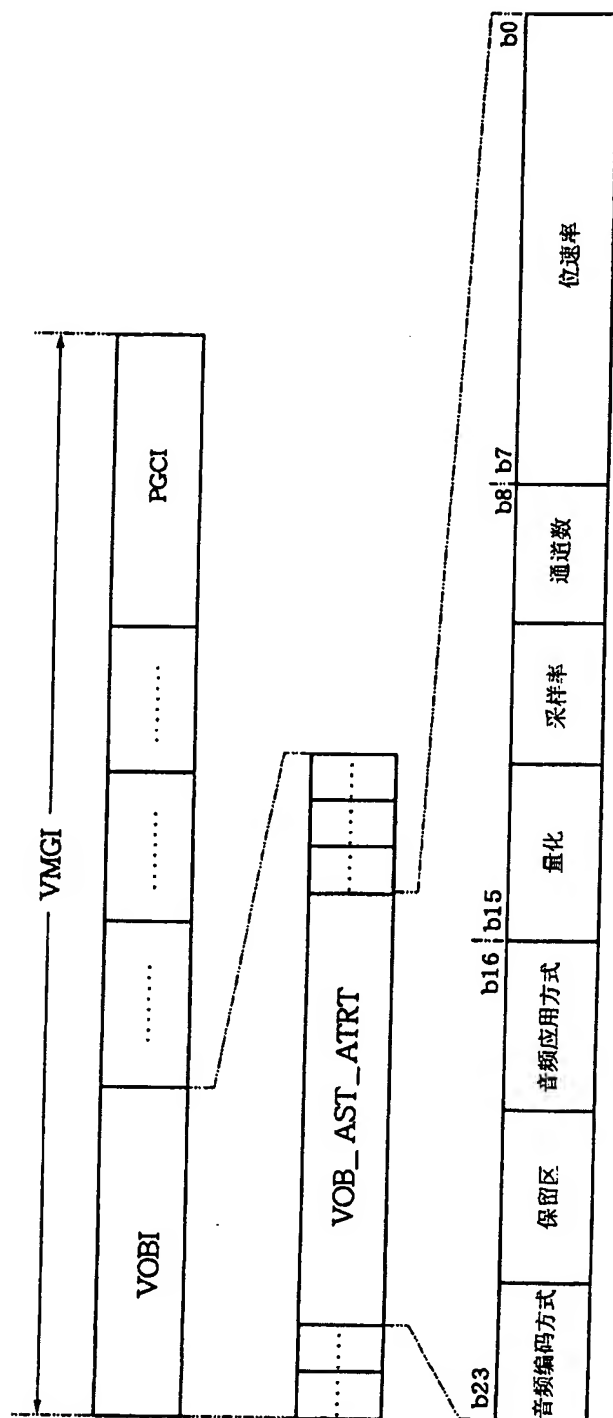 VMGI
VOBI
………
………
………
PGCI
……
VOB_AST_ATRT
………
b23
b16
b15
b8
b7
b0
音频编码方式
保留区
音频应用方式
量化
采样率
通道数
位速率